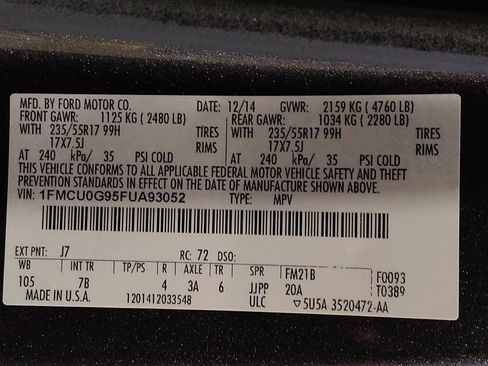 MFD. BY FORD MOTOR CO. DATE: 12/14 GVWR: 2159 KG ( 4760 LB)
FRONT GAWR: 1125 KG ( 2480 LB) REAR GAWR: 1034 KG ( 2280 LB)
WITH 235/55R17 99H TIRES WITH 235/55R17 99H TIRES
17X7.5J RIMS 17X7.5J RIMS
AT 240 kPa/ 35 PSI COLD AT 240 kPa/ 35 PSI COLD
THIS VEHICLE CONFORMS TO ALL APPLICABLE FEDERAL MOTOR VEHICLE SAFETY AND THEFT
PREVENTION STANDARDS IN EFFECT ON THE DATE OF MANUFACTURE SHOWN ABOVE.
VIN: 1FMCU0G95FUA93052 TYPE: MPV
EXT PNT: J7 RC: 72 DSO:
WB INT TR TP/PS R AXLE TR SPR FM21B F0093
105 7B 4 3A 6 JJPP 20A T0389
MADE IN U.S.A. 1201412033548 ULC ▽5U5A 3520472-AA